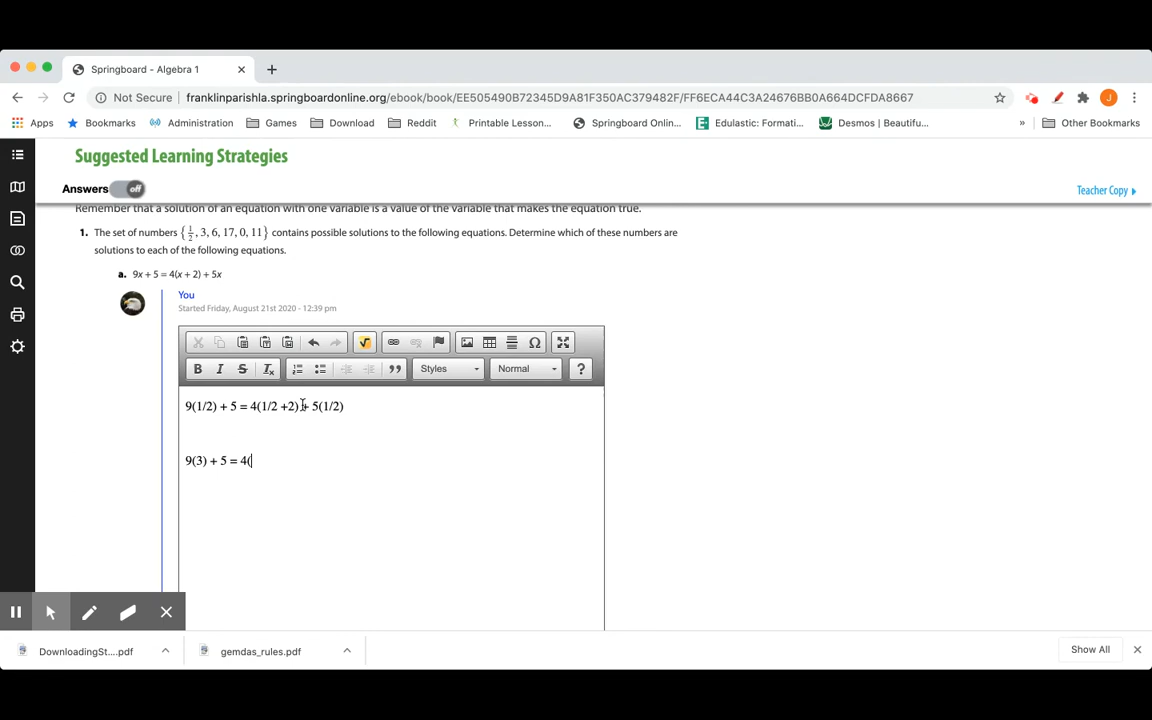 Springboard - Algebra 1
Not Secure | franklinparishla.springboardonline.org/ebook/book/EE505490B72345D9A81F350AC379482F/FF6ECA44C3A24676BB0A664DCFDA8667
J
Apps Bookmarks Administration Games Download Reddit Printable Lesson... Springboard Onlin... Edulastic: Formati... Desmos | Beautifu... » Other Bookmarks
Suggested Learning Strategies
Answers off
Teacher Copy
Remember that a solution of an equation with one variable is a value of the variable that makes the equation true.
1. The set of numbers {1/2, 3, 6, 17, 0, 11} contains possible solutions to the following equations. Determine which of these numbers are
solutions to each of the following equations.
a. 9x + 5 = 4(x + 2) + 5x
You
Started Friday, August 21st 2020 - 12:39 pm
B I S Tx Styles Normal ?
9(1/2) + 5 = 4(1/2 +2) + 5(1/2)
9(3) + 5 = 4(
DownloadingSt....pdf gemdas_rules.pdf Show All